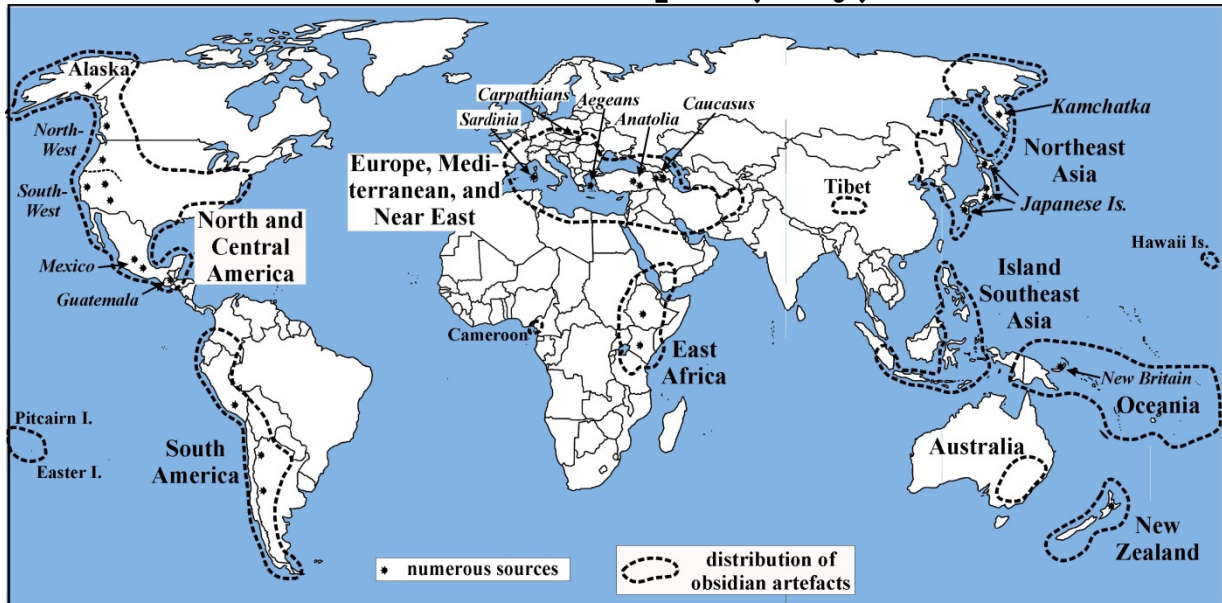 Alaska
North-
West
South-
West
Mexico
Guatemala
North and
Central
America
Pitcairn I.
Easter I.
South
America
Carpathians
Sardinia
Aegeans
Anatolia
Caucasus
Europe, Medi-
terranean, and
Near East
Cameroon
East
Africa
Tibet
Kamchatka
Northeast
Asia
Japanese Is.
Hawaii Is.
Island
Southeast
Asia
New Britain
Oceania
Australia
New
Zealand
numerous sources
distribution of
obsidian artefacts